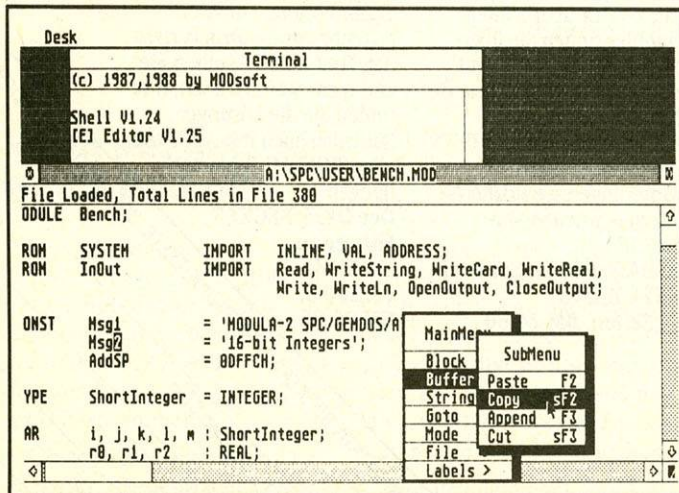 Desk
Terminal
(c) 1987,1988 by MODsoft
Shell V1.24
[E] Editor V1.25
A:\SPC\USER\BENCH.MOD
File Loaded, Total Lines in File 380
ODULE Bench;
ROM SYSTEM IMPORT INLINE, VAL, ADDRESS;
ROM InOut IMPORT Read, WriteString, WriteCard, WriteReal,
Write, WriteLn, OpenOutput, CloseOutput;
ONST Msg1 = 'MODULA-2 SPC/GEMDOS/A
Msg2 = '16-bit Integers';
AddSP = 0DFFCH;
YPE ShortInteger = INTEGER;
AR i, j, k, l, m : ShortInteger;
r0, r1, r2 : REAL;
MainMenu
Block
Buffer
String
Goto
Mode
File
Labels >
SubMenu
Paste F2
Copy sF2
Append F3
Cut sF3